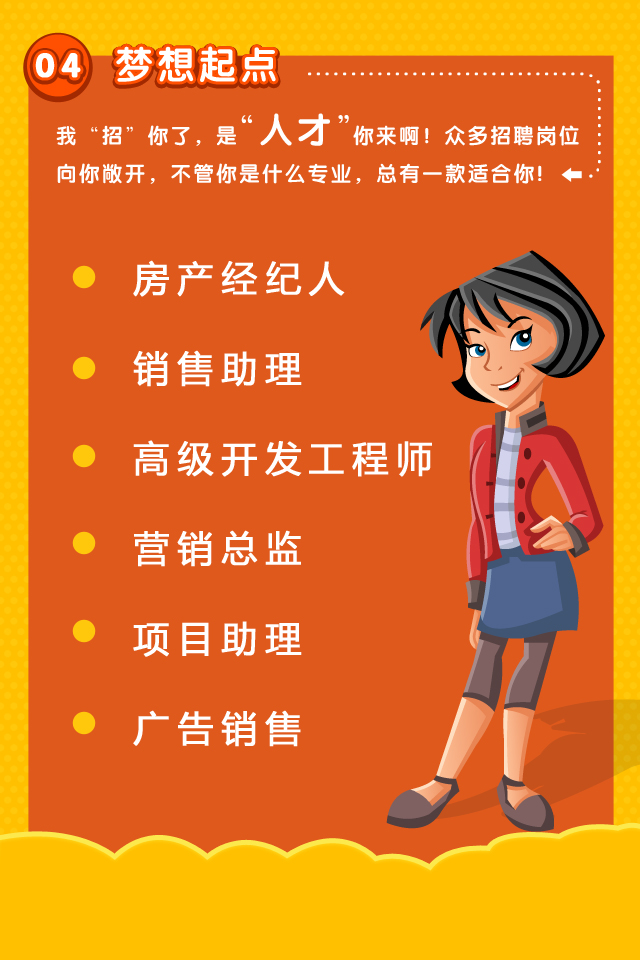 04 梦想起点
我“招”你了，是“人才”你来啊！众多招聘岗位
向你敞开，不管你是什么专业，总有一款适合你！
房产经纪人
销售助理
高级开发工程师
营销总监
项目助理
广告销售